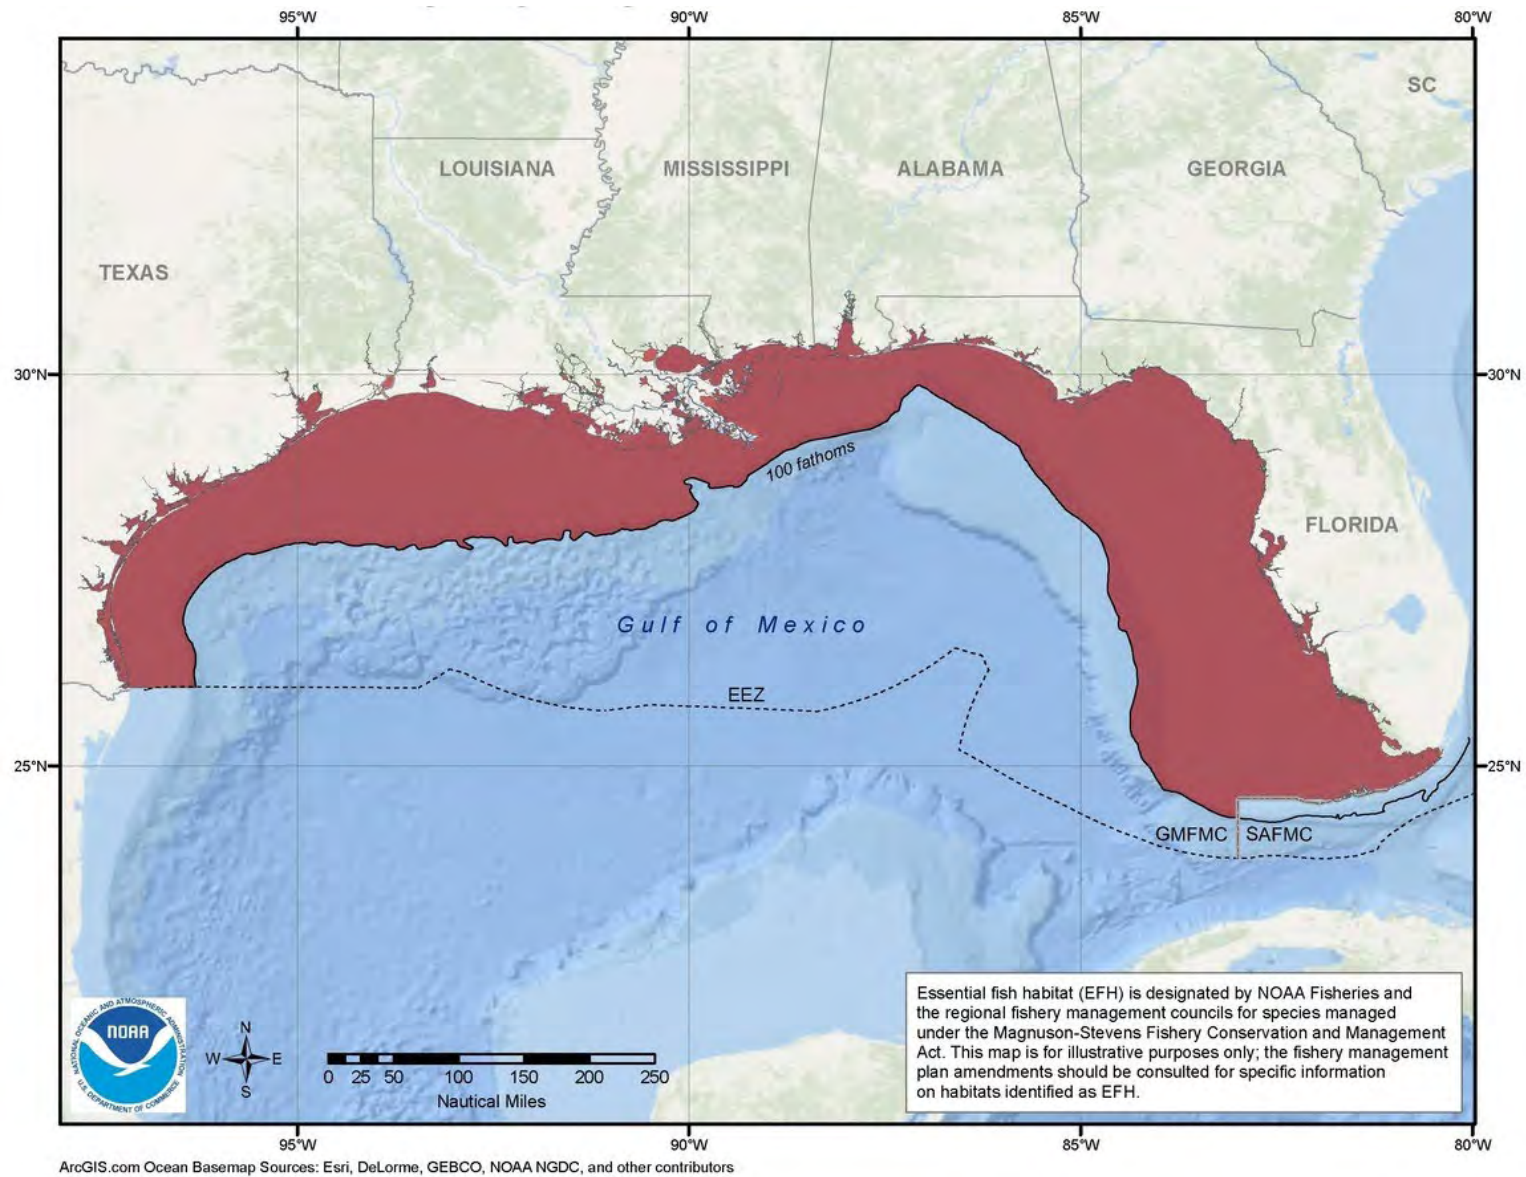 95°W 90°W 85°W 80°W
SC
LOUISIANA MISSISSIPPI ALABAMA GEORGIA
TEXAS
30°N 30°N
100 fathoms
FLORIDA
Gulf of Mexico
EEZ
25°N 25°N
GMFMC SAFMC
NATIONAL OCEANIC AND ATMOSPHERIC ADMINISTRATION
NOAA
U.S. DEPARTMENT OF COMMERCE
N
W E
S
0 25 50 100 150 200 250
Nautical Miles
Essential fish habitat (EFH) is designated by NOAA Fisheries and
the regional fishery management councils for species managed
under the Magnuson-Stevens Fishery Conservation and Management
Act. This map is for illustrative purposes only; the fishery management
plan amendments should be consulted for specific information
on habitats identified as EFH.
95°W 90°W 85°W 80°W
ArcGIS.com Ocean Basemap Sources: Esri, DeLorme, GEBCO, NOAA NGDC, and other contributors